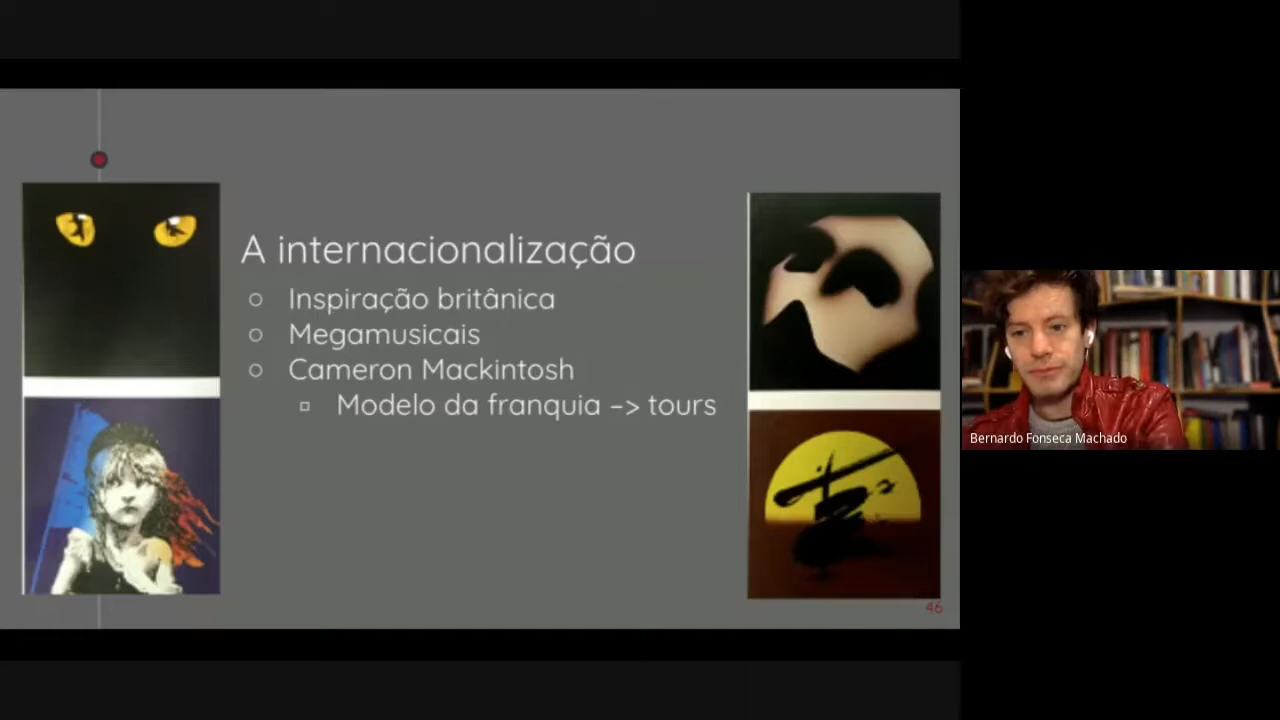 A internacionalização
Inspiração britânica
Megamusicais
Cameron Mackintosh
Modelo da franquia –> tours
46
Bernardo Fonseca Machado